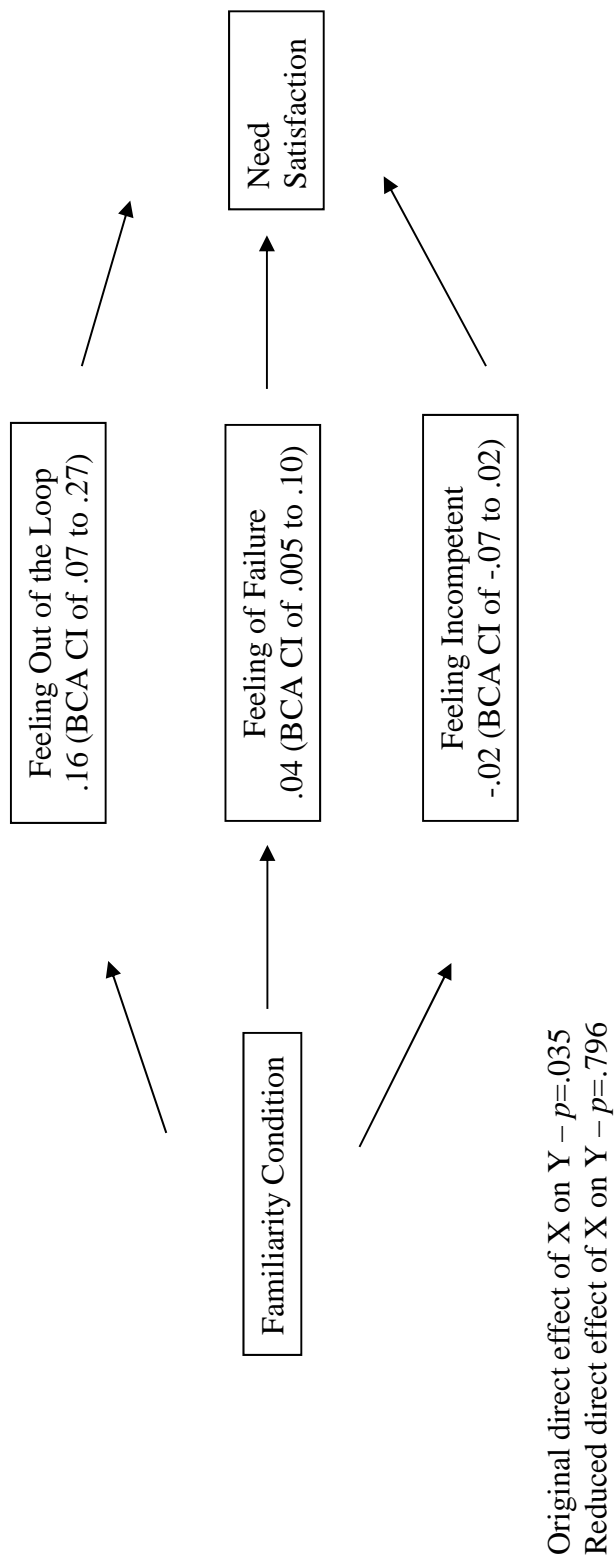 Feeling Out of the Loop
.16 (BCA CI of .07 to .27)
Familiarity Condition
Feeling of Failure
.04 (BCA CI of .005 to .10)
Need
Satisfaction
Feeling Incompetent
-.02 (BCA CI of -.07 to .02)
Original direct effect of X on Y – p=.035
Reduced direct effect of X on Y – p=.796